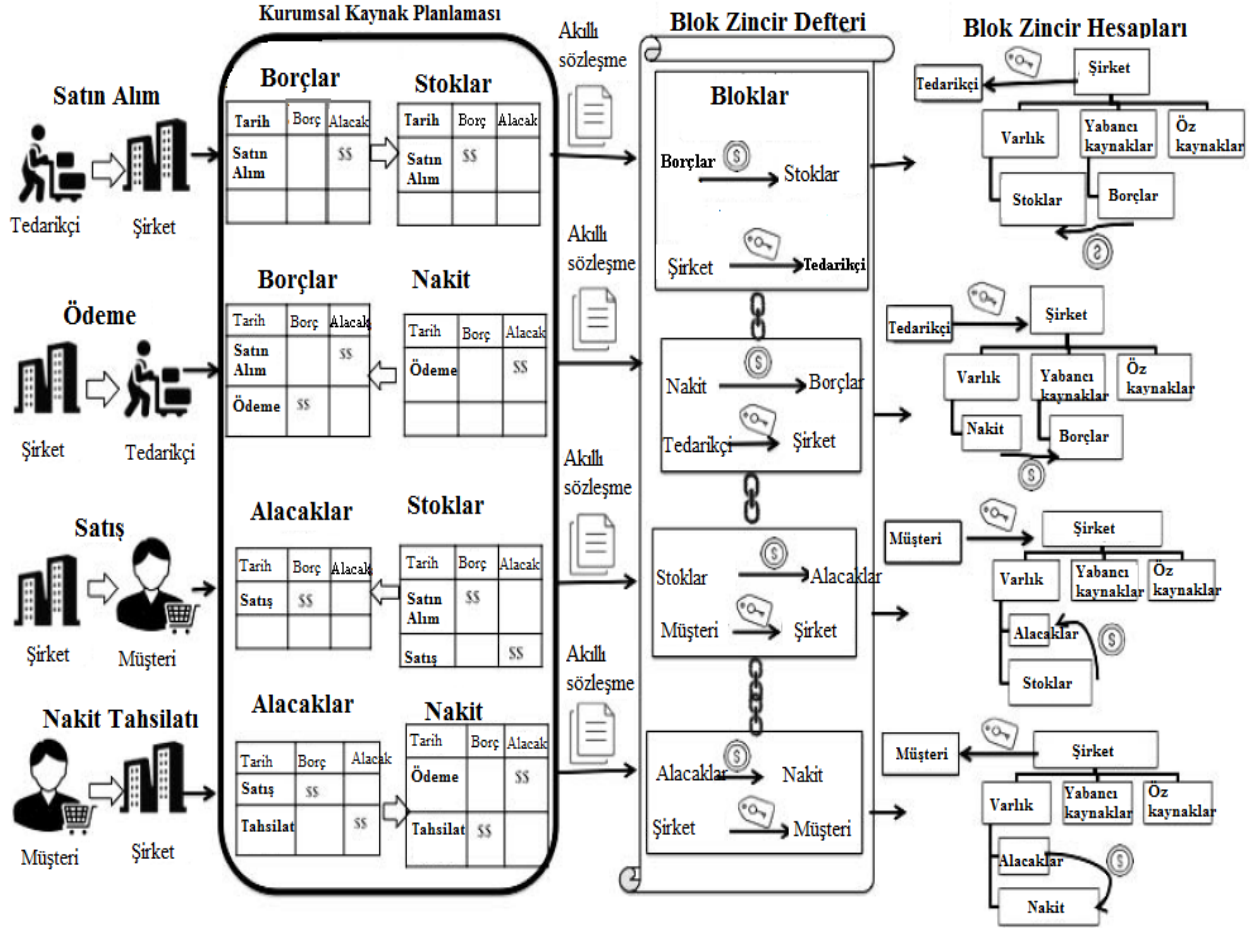 Kurumsal Kaynak Planlaması
Blok Zincir Defteri
Blok Zincir Hesapları
Satın Alım
Tedarikçi
Şirket
Borçlar
Tarih Borç Alacak
Satın Alım $$
Stoklar
Tarih Borç Alacak
Satın Alım $$
Akıllı
sözleşme
Bloklar
Borçlar
$
Stoklar
Şirket
Tedarikçi
Tedarikçi
Şirket
Varlık
Yabancı
kaynaklar
Öz
kaynaklar
Stoklar
Borçlar
$
Ödeme
Şirket
Tedarikçi
Borçlar
Tarih Borç Alacak
Satın Alım $$
Ödeme $$
Nakit
Tarih Borç Alacak
Ödeme $$
Akıllı
sözleşme
Nakit
$
Borçlar
Tedarikçi
Şirket
Tedarikçi
Şirket
Varlık
Yabancı
kaynaklar
Öz
kaynaklar
Nakit
Borçlar
$
Satış
Şirket
Müşteri
Alacaklar
Tarih Borç Alacak
Satış $$
Stoklar
Tarih Borç Alacak
Satın Alım $$
Satış $$
Akıllı
sözleşme
Stoklar
$
Alacaklar
Müşteri
Şirket
Müşteri
Şirket
Varlık
Yabancı
kaynaklar
Öz
kaynaklar
Alacaklar
$
Stoklar
Nakit Tahsilatı
Müşteri
Şirket
Alacaklar
Tarih Borç Alacak
Satış $$
Tahsilat $$
Nakit
Tarih Borç Alacak
Ödeme $$
Tahsilat $$
Akıllı
sözleşme
Alacaklar
$
Nakit
Şirket
Müşteri
Müşteri
Şirket
Varlık
Yabancı
kaynaklar
Öz
kaynaklar
Alacaklar
$
Nakit